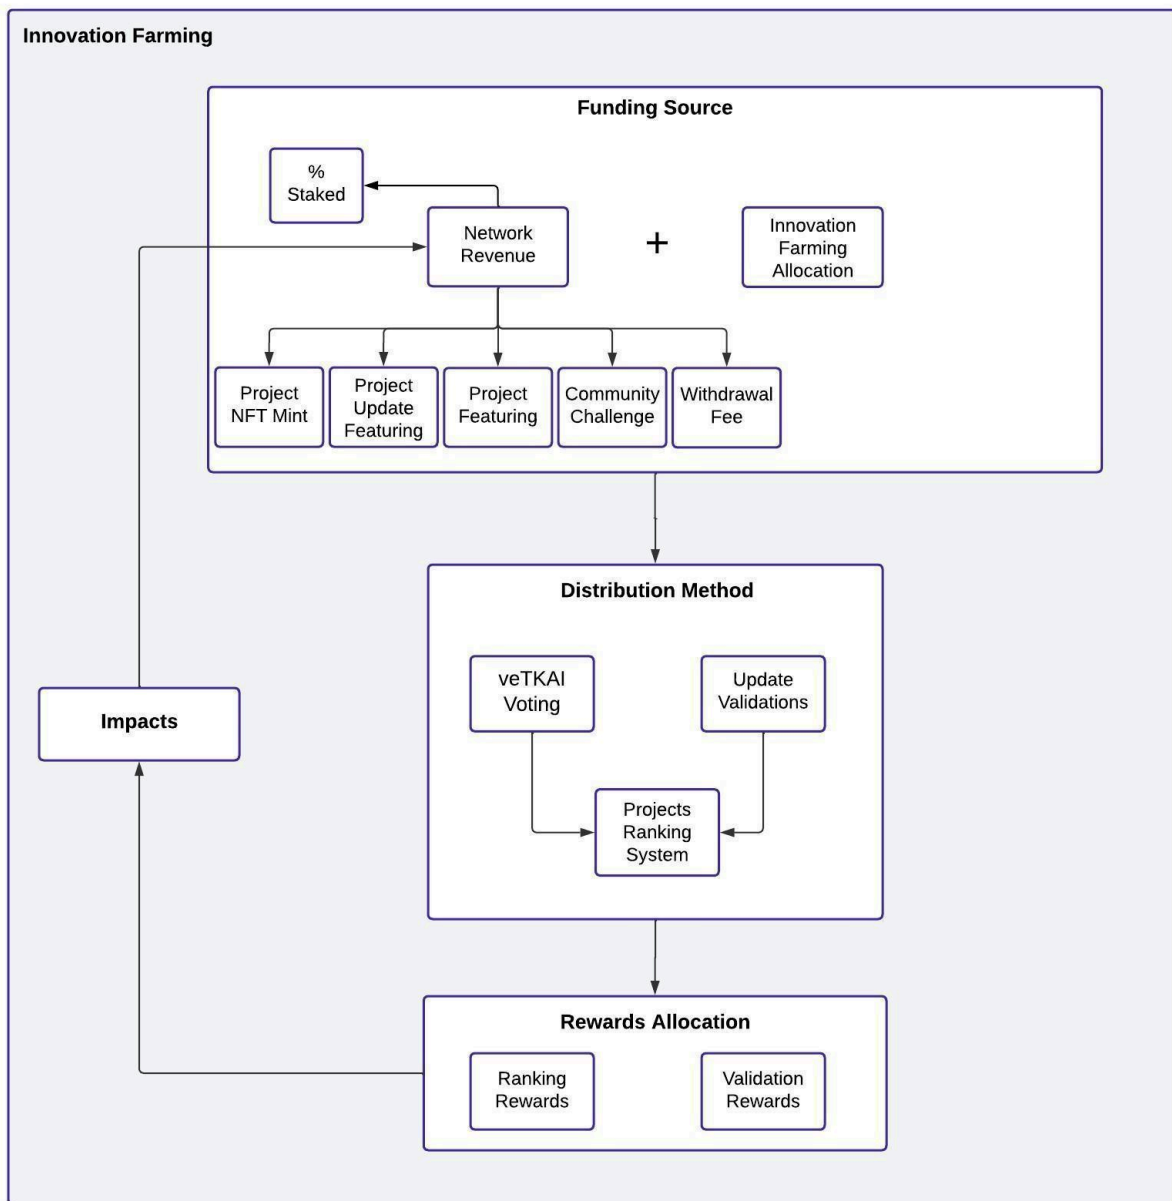 Innovation Farming
Funding Source
%
Staked
Network
Revenue
+
Innovation
Farming
Allocation
Project
NFT Mint
Project
Update
Featuring
Project
Featuring
Community
Challenge
Withdrawal
Fee
Distribution Method
veTKAI
Voting
Update
Validations
Projects
Ranking
System
Impacts
Rewards Allocation
Ranking
Rewards
Validation
Rewards